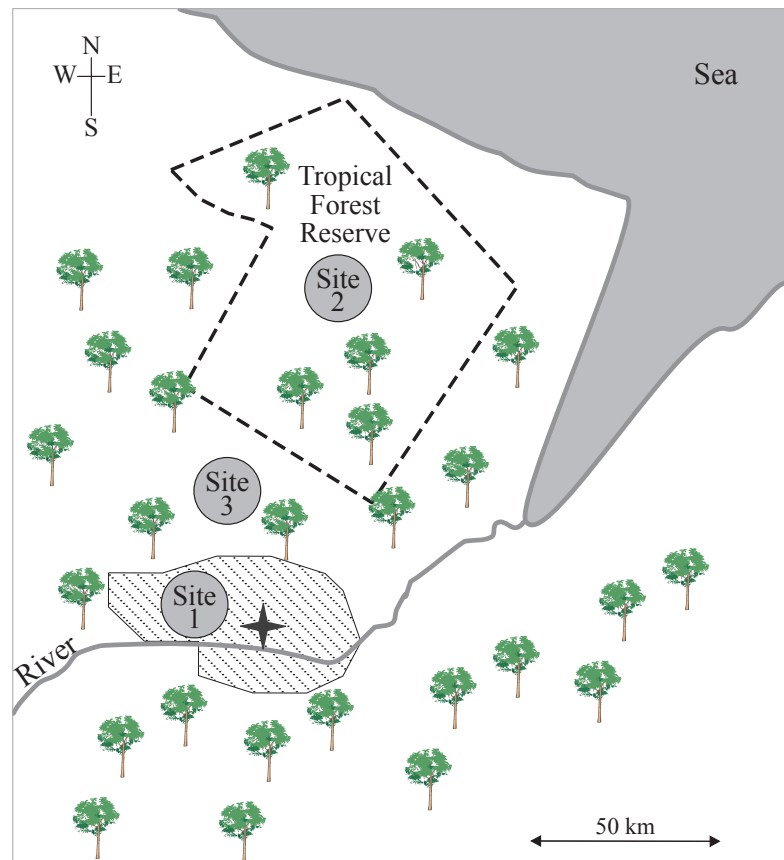 N
W E
S
Sea
Tropical
Forest
Reserve
Site
2
Site
3
Site
1
River
50 km